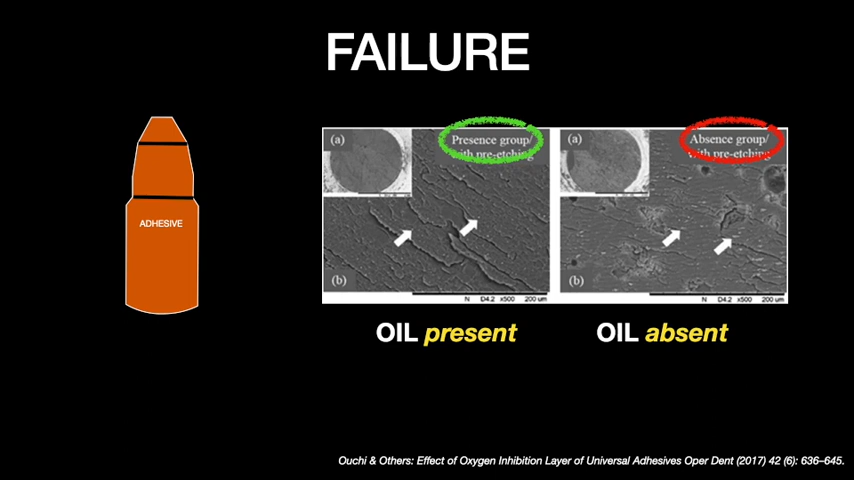 FAILURE
ADHESIVE
(a)
Presence group/
with pre-etching
(b)
N D4.2 x500 200 um
(a)
Absence group/
with pre-etching
(b)
N D4.2 x500 200 um
OIL present
OIL absent
Ouchi & Others: Effect of Oxygen Inhibition Layer of Universal Adhesives Oper Dent (2017) 42 (6): 636–645.